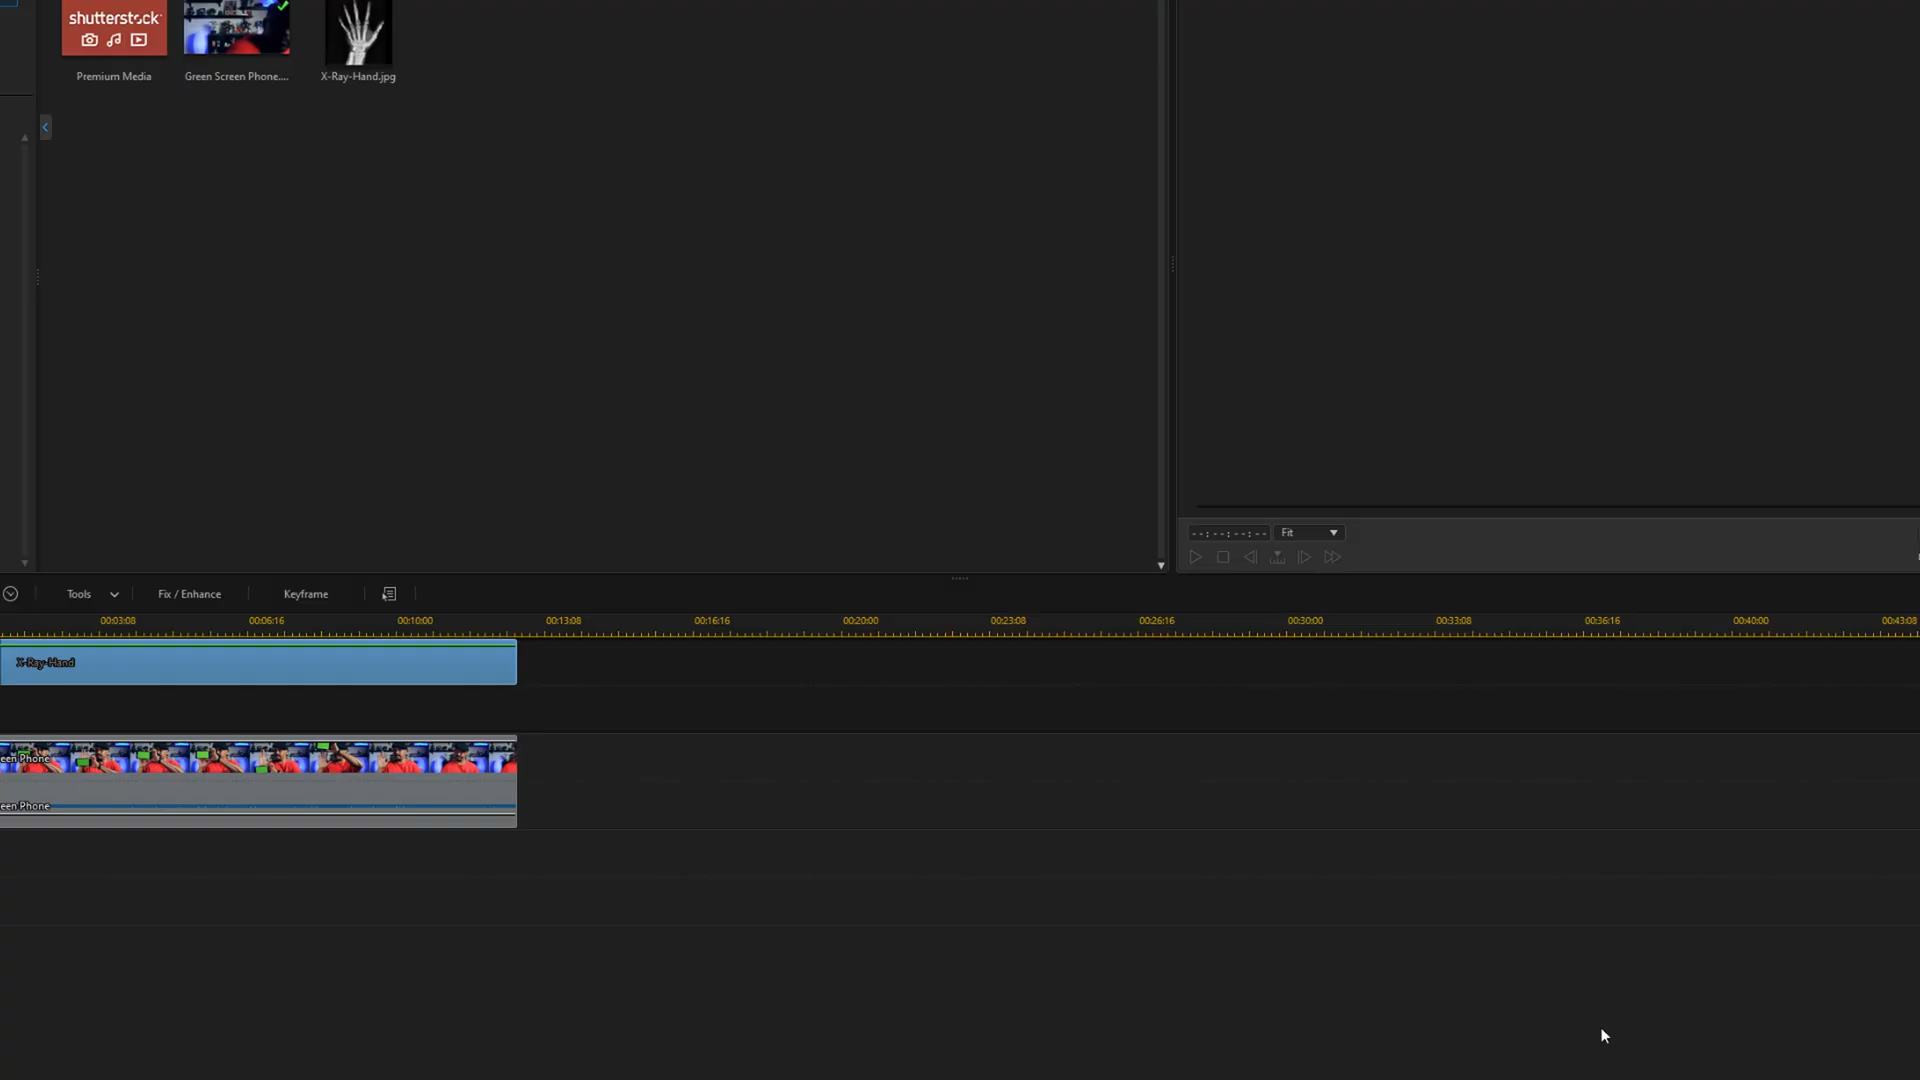 shutterstock
Premium Media
Green Screen Phone....
X-Ray-Hand.jpg
--:--:--:--
Fit
Tools
Fix / Enhance
Keyframe
00:03:08
00:06:16
00:10:00
00:13:08
00:16:16
00:20:00
00:23:08
00:26:16
00:30:00
00:33:08
00:36:16
00:40:00
00:43:08
X-Ray-Hand
een Phone
een Phone